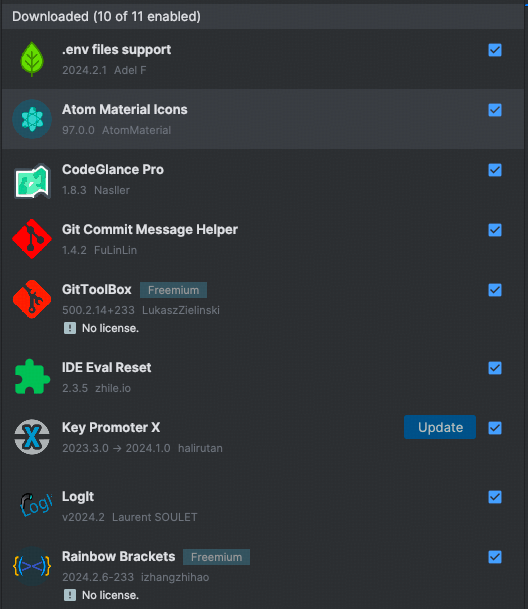 Downloaded (10 of 11 enabled)
.env files support
2024.2.1 Adel F
Atom Material Icons
97.0.0 AtomMaterial
CodeGlance Pro
1.8.3 Nasller
Git Commit Message Helper
1.4.2 FuLinLin
GitToolBox Freemium
500.2.14+233 LukaszZielinski
No license.
IDE Eval Reset
2.3.5 zhile.io
Key Promoter X
Update
2023.3.0 → 2024.1.0 halirutan
LogIt
v2024.2 Laurent SOULET
Rainbow Brackets Freemium
2024.2.6-233 izhangzhihao
No license.